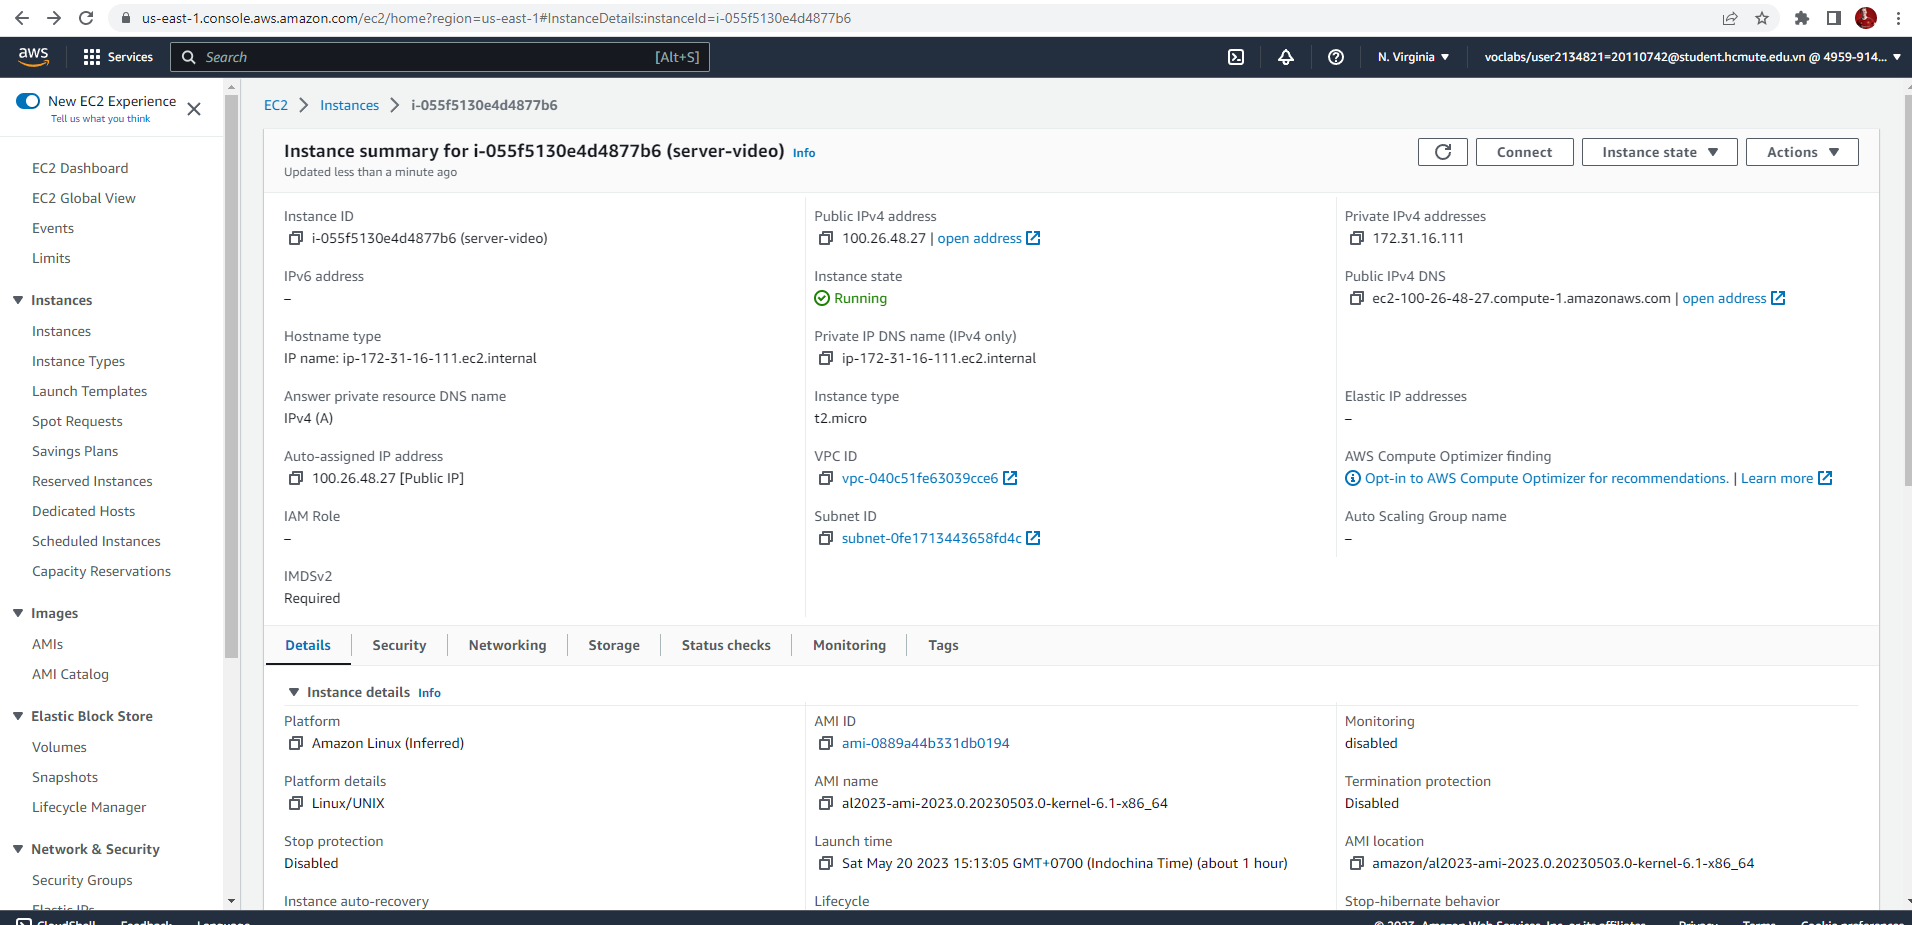 us-east-1.console.aws.amazon.com/ec2/home?region=us-east-1#InstanceDetails:instanceId=i-055f5130e4d4877b6
aws
Services
Search
[Alt+S]
N. Virginia
voclabs/user2134821=20110742@student.hcmute.edu.vn @ 4959-914...
New EC2 Experience
Tell us what you think
EC2 Dashboard
EC2 Global View
Events
Limits
Instances
Instances
Instance Types
Launch Templates
Spot Requests
Savings Plans
Reserved Instances
Dedicated Hosts
Scheduled Instances
Capacity Reservations
Images
AMIs
AMI Catalog
Elastic Block Store
Volumes
Snapshots
Lifecycle Manager
Network & Security
Security Groups
Elastic IPs
EC2
Instances
i-055f5130e4d4877b6
Instance summary for i-055f5130e4d4877b6 (server-video) Info
Updated less than a minute ago
Connect
Instance state
Actions
Instance ID
i-055f5130e4d4877b6 (server-video)
Public IPv4 address
100.26.48.27 | open address
Private IPv4 addresses
172.31.16.111
IPv6 address
–
Instance state
Running
Public IPv4 DNS
ec2-100-26-48-27.compute-1.amazonaws.com | open address
Hostname type
IP name: ip-172-31-16-111.ec2.internal
Private IP DNS name (IPv4 only)
ip-172-31-16-111.ec2.internal
Answer private resource DNS name
IPv4 (A)
Instance type
t2.micro
Elastic IP addresses
–
Auto-assigned IP address
100.26.48.27 [Public IP]
VPC ID
vpc-040c51fe63039cce6
AWS Compute Optimizer finding
Opt-in to AWS Compute Optimizer for recommendations. | Learn more
IAM Role
–
Subnet ID
subnet-0fe1713443658fd4c
Auto Scaling Group name
–
IMDSv2
Required
Details
Security
Networking
Storage
Status checks
Monitoring
Tags
Instance details Info
Platform
Amazon Linux (Inferred)
AMI ID
ami-0889a44b331db0194
Monitoring
disabled
Platform details
Linux/UNIX
AMI name
al2023-ami-2023.0.20230503.0-kernel-6.1-x86_64
Termination protection
Disabled
Stop protection
Disabled
Launch time
Sat May 20 2023 15:13:05 GMT+0700 (Indochina Time) (about 1 hour)
AMI location
amazon/al2023-ami-2023.0.20230503.0-kernel-6.1-x86_64
Instance auto-recovery
Lifecycle
Stop-hibernate behavior
CloudShell
Feedback
Language
© 2023, Amazon Web Services, Inc. or its affiliates.
Privacy
Terms
Cookie preferences